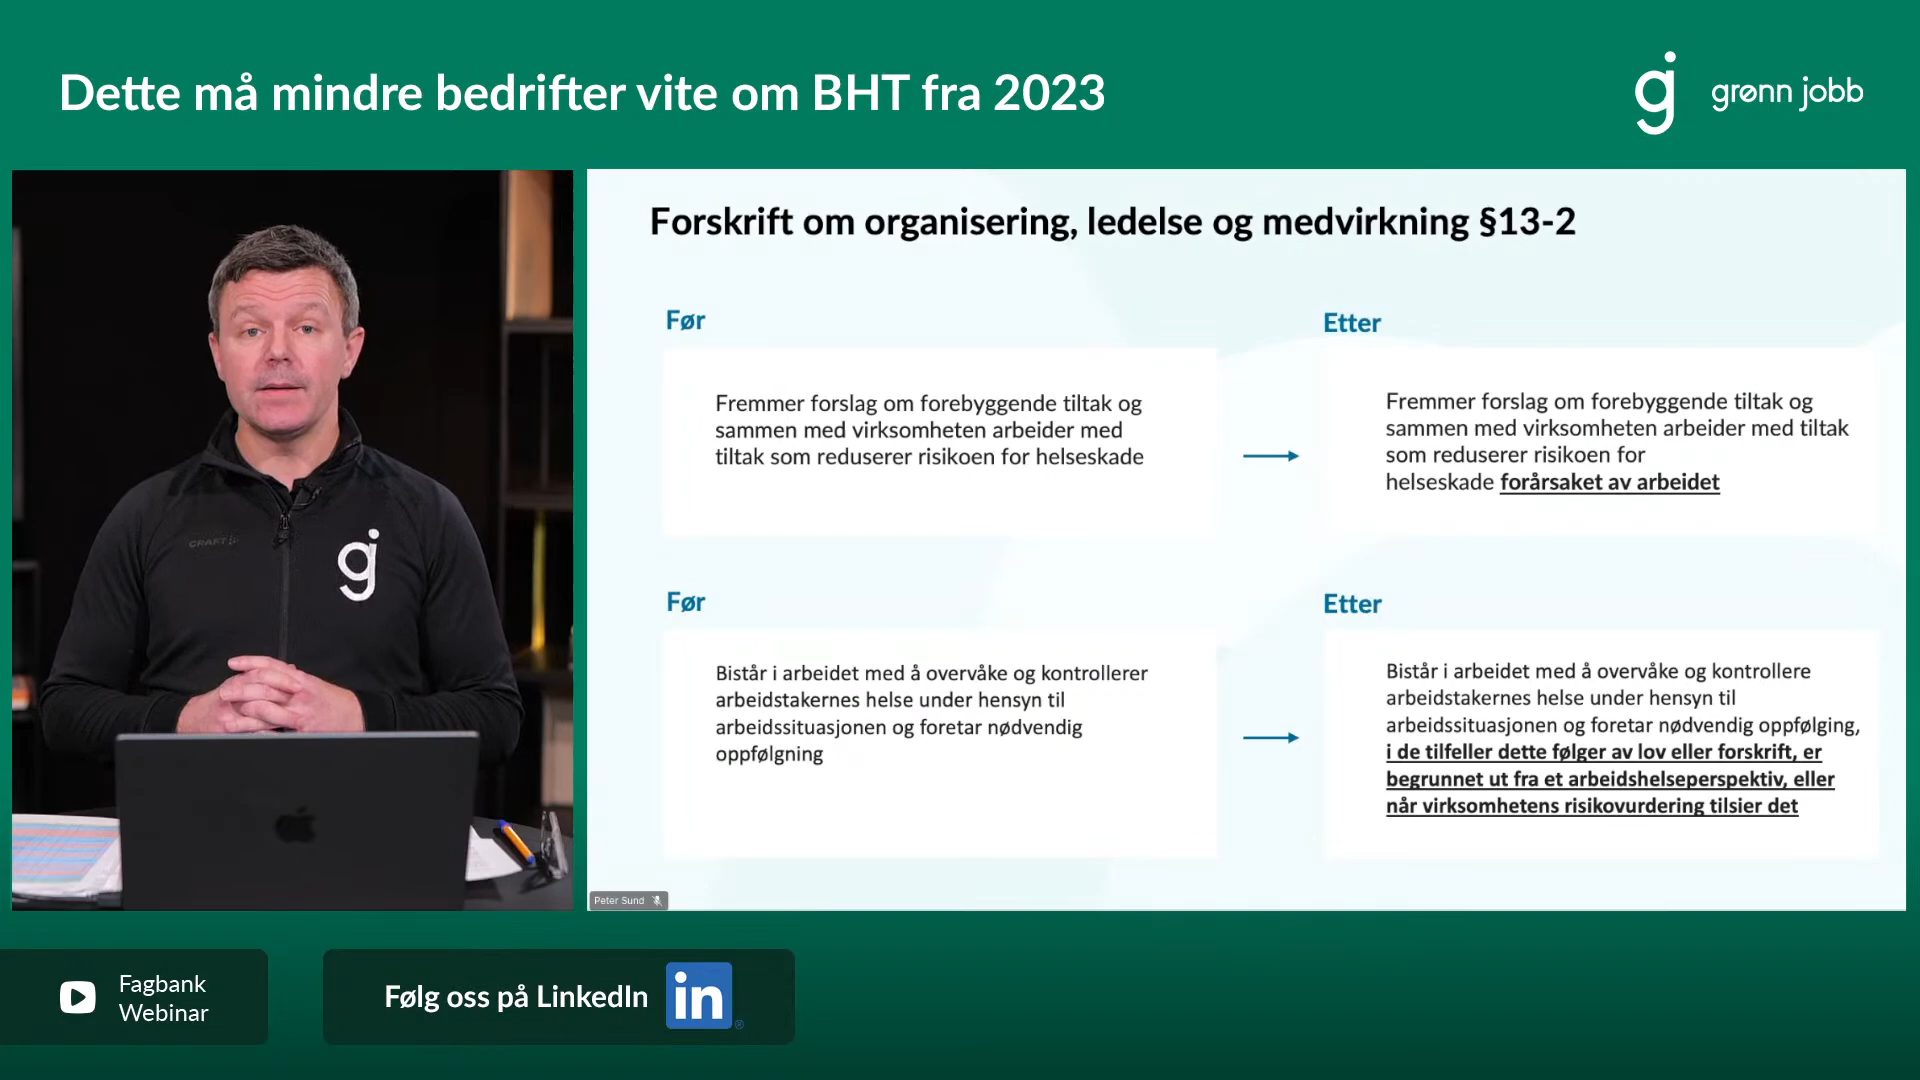 Dette må mindre bedrifter vite om BHT fra 2023
gj grønn jobb
Forskrift om organisering, ledelse og medvirkning §13-2
Før
Fremmer forslag om forebyggende tiltak og
sammen med virksomheten arbeider med
tiltak som reduserer risikoen for helseskade
Etter
Fremmer forslag om forebyggende tiltak og
sammen med virksomheten arbeider med tiltak
som reduserer risikoen for
helseskade forårsaket av arbeidet
Før
Bistår i arbeidet med å overvåke og kontrollerer
arbeidstakernes helse under hensyn til
arbeidssituasjonen og foretar nødvendig
oppfølgning
Etter
Bistår i arbeidet med å overvåke og kontrollere
arbeidstakernes helse under hensyn til
arbeidssituasjonen og foretar nødvendig oppfølging,
i de tilfeller dette følger av lov eller forskrift, er
begrunnet ut fra et arbeidshelseperspektiv, eller
når virksomhetens risikovurdering tilsier det
CRAFT
gj
Peter Sund
Fagbank
Webinar
Følg oss på LinkedIn
in